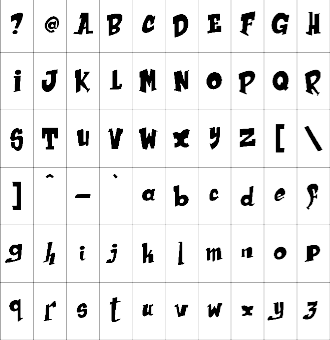 ? @ A B C D E F G H
I J K L M N O P Q R
S T U V W X Y Z [ \
] ^ _ ` a b c d e f
g h i j k l m n o p
q r s t u v w x y z